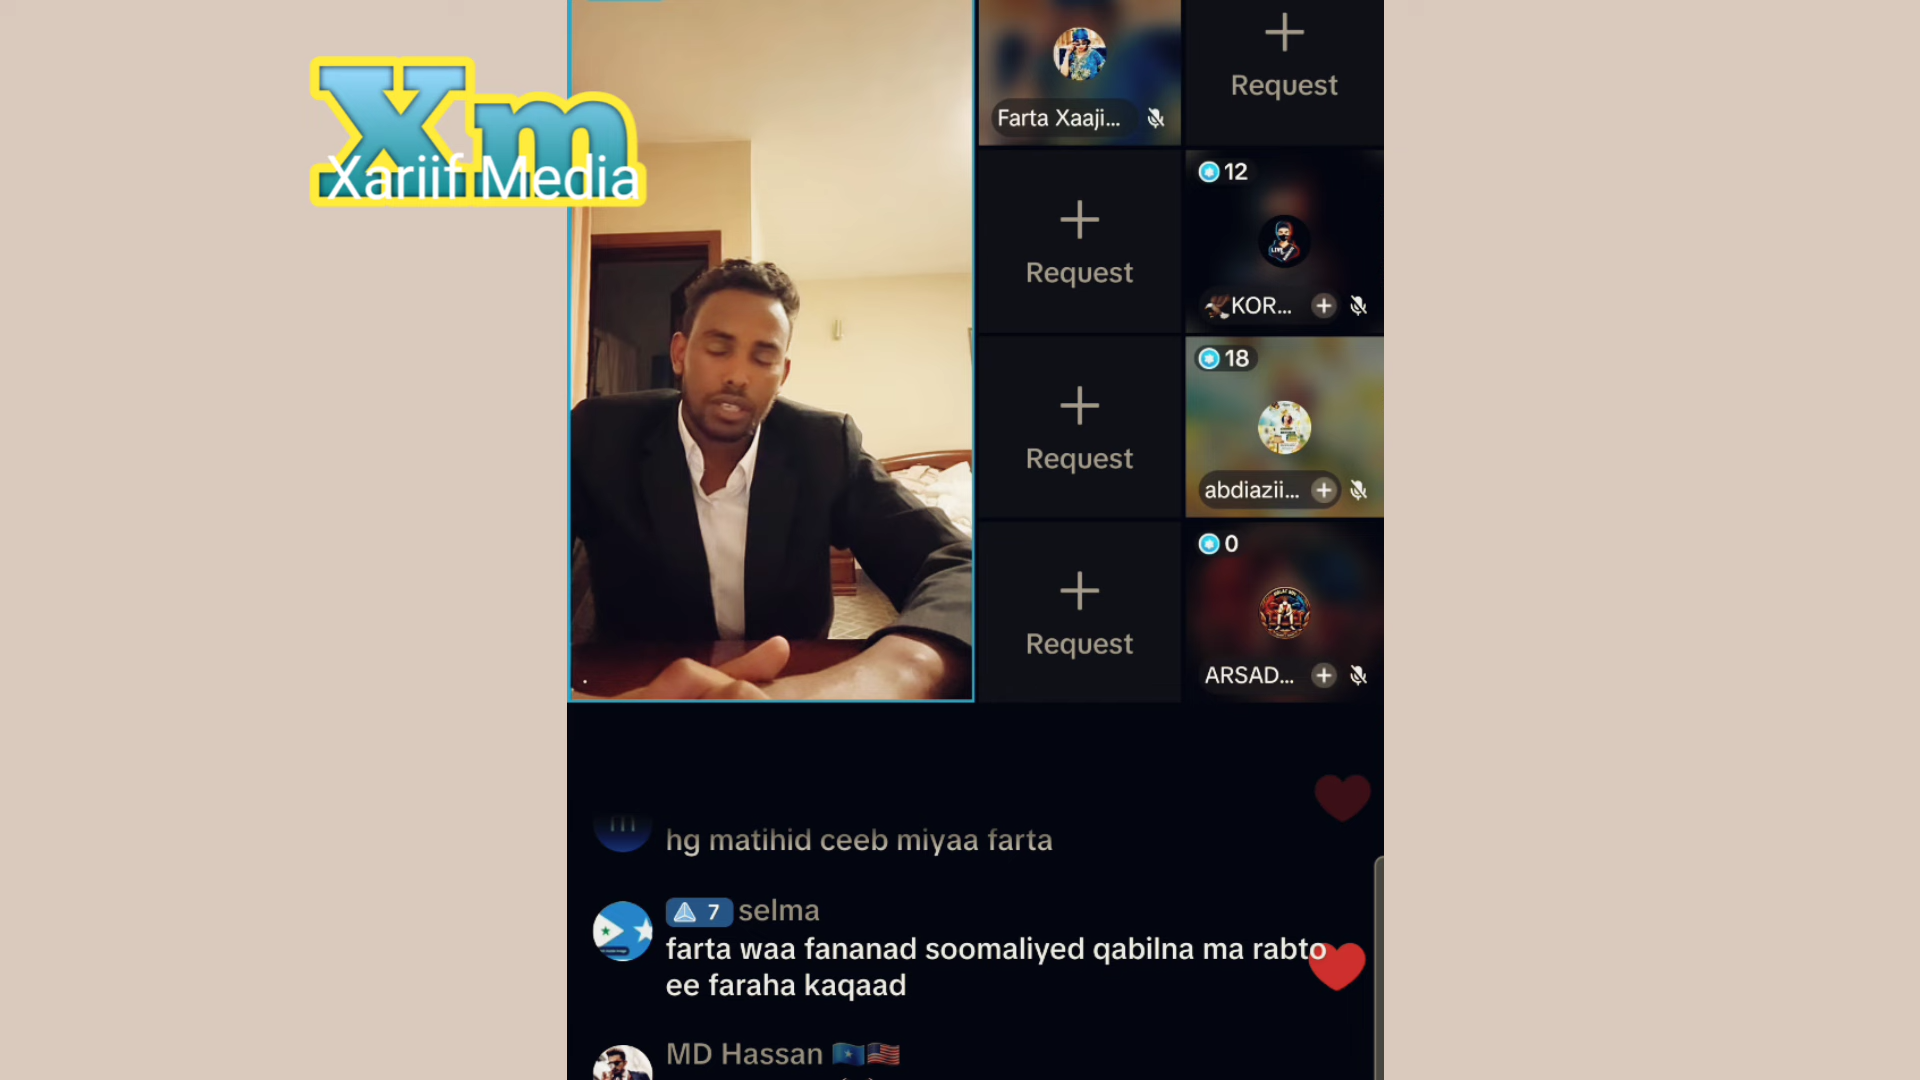 Xm
Xariif Media
Farta Xaaji...
Request
Request
12
KOR...
Request
18
abdiazii...
Request
0
ARSAD...
hg matihid ceeb miyaa farta
7 selma
farta waa fananad soomaliyed qabilna ma rabto
ee faraha kaqaad
MD Hassan